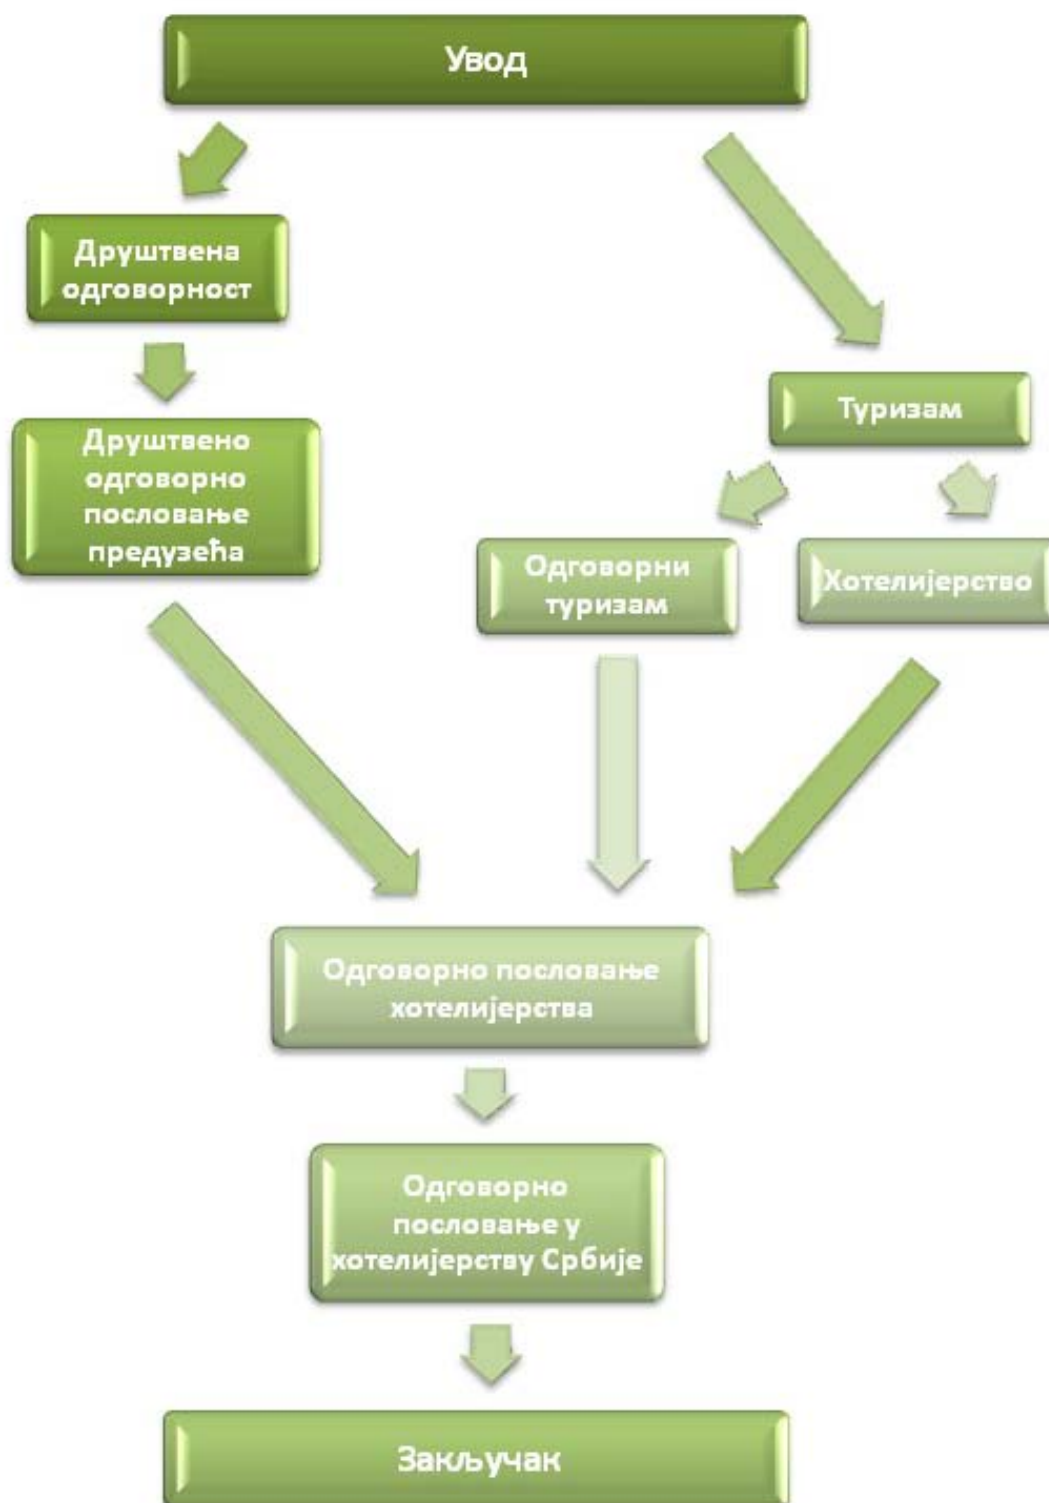 Увод
Друштвена
одговорност
Туризам
Друштвено
одговорно
пословање
предузећа
Одговорни
туризам
Хотелијерство
Одговорно пословање
хотелијерства
Одговорно
пословање у
хотелијерству Србије
Закључак